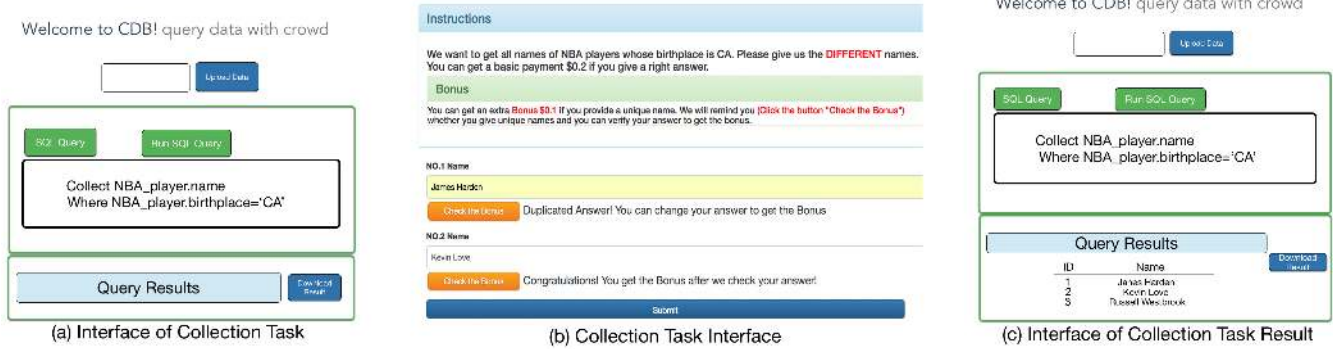 Welcome to CDB! query data with crowd
Upload Data
SQL Query
Run SQL Query
Collect NBA_player.name
Where NBA_player.birthplace='CA'
Query Results
Download
Result
(a) Interface of Collection Task
Instructions
We want to get all names of NBA players whose birthplace is CA. Please give us the DIFFERENT names.
You can get a basic payment $0.2 if you give a right answer.
Bonus
You can get an extra Bonus $0.1 if you provide a unique name. We will remind you (Click the button "Check the Bonus")
whether you give unique names and you can verify your answer to get the bonus.
NO.1 Name
James Harden
Check the Bonus Duplicated Answer! You can change your answer to get the Bonus
NO.2 Name
Kevin Love
Check the Bonus Congratulations! You get the Bonus after we check your answer!
Submit
(b) Collection Task Interface
Welcome to CDB! query data with crowd
Upload Data
SQL Query
Run SQL Query
Collect NBA_player.name
Where NBA_player.birthplace='CA'
Query Results
Download
Result
ID Name
1 James Harden
2 Kevin Love
3 Russell Westbrook
(c) Interface of Collection Task Result